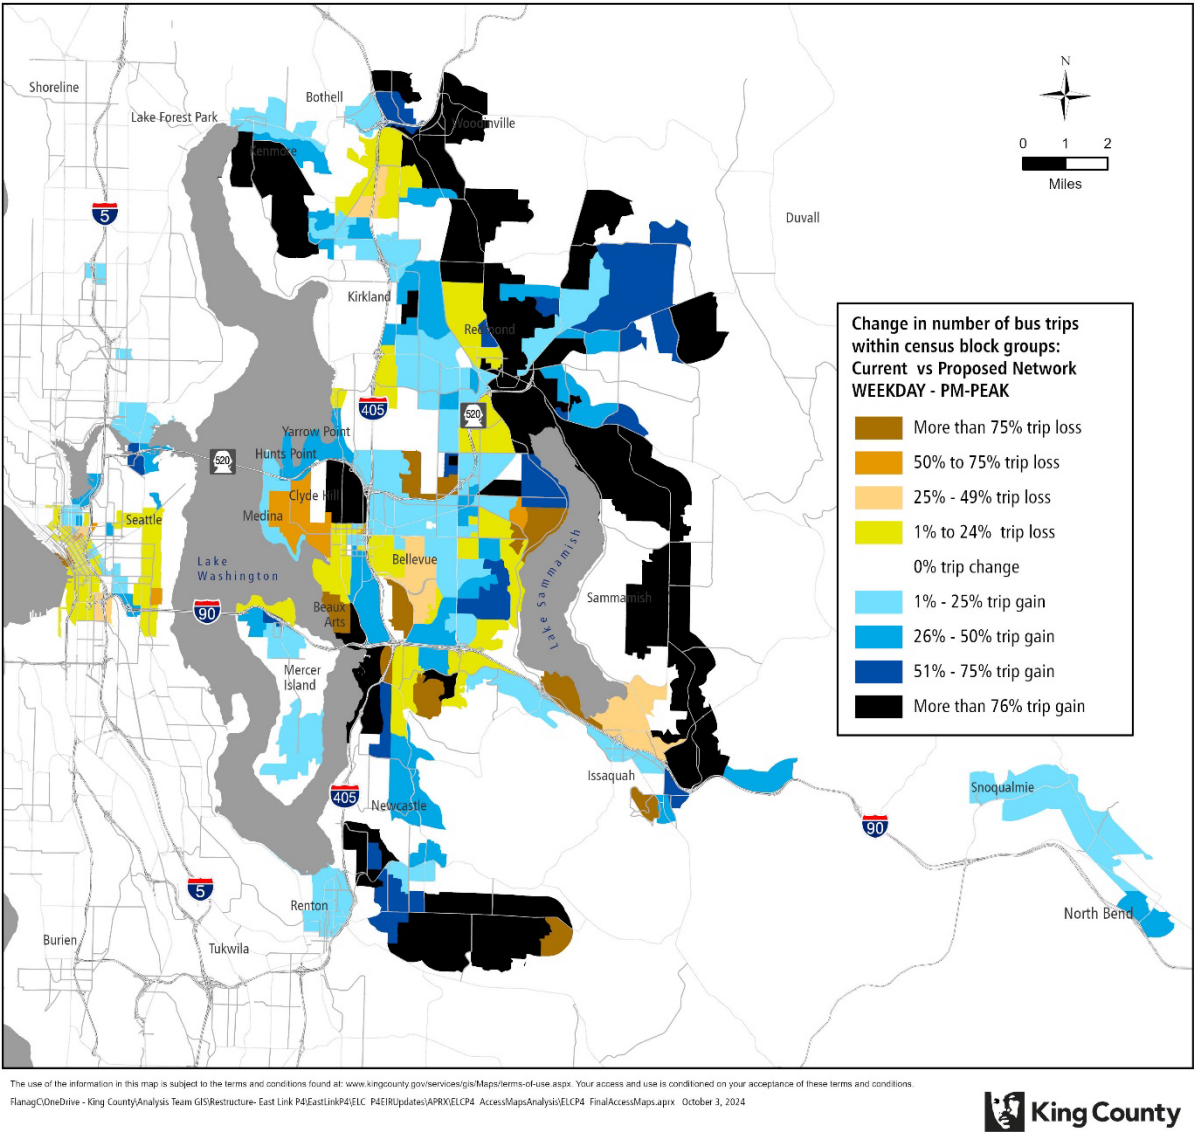 N
0 1 2
Miles
Shoreline
Bothell
Lake Forest Park
Woodinville
Kenmore
5
Duvall
Kirkland
Redmond
Change in number of bus trips
within census block groups:
Current vs Proposed Network
WEEKDAY - PM-PEAK
More than 75% trip loss
50% to 75% trip loss
25% - 49% trip loss
1% to 24% trip loss
0% trip change
1% - 25% trip gain
26% - 50% trip gain
51% - 75% trip gain
More than 76% trip gain
405
520
Yarrow Point
Hunts Point
520
Clyde Hill
Medina
Seattle
Bellevue
Lake
Washington
Lake Sammamish
Sammamish
90
Beaux
Arts
Mercer
Island
Issaquah
Snoqualmie
405
Newcastle
90
5
Renton
North Bend
Burien
Tukwila
The use of the information in this map is subject to the terms and conditions found at: www.kingcounty.gov/services/gis/Maps/terms-of-use.aspx. Your access and use is conditioned on your acceptance of these terms and conditions.
FlanagC\OneDrive - King County\Analysis Team GIS\Restructure- East Link P4\EastLinkP4\ELC P4EIRUpdates\APRX\ELCP4 AccessMapsAnalysis\ELCP4 FinalAccessMaps.aprx October 3, 2024
King County